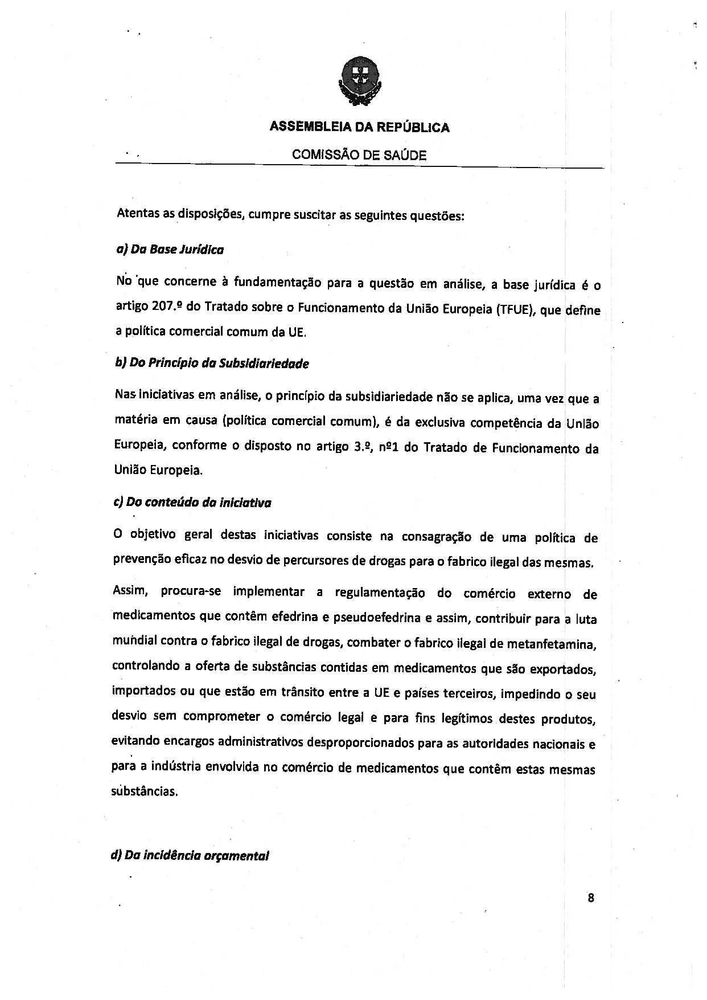 ASSEMBLEIA DA REPÚBLICA
COMISSÃO DE SAÚDE
Atentas as disposições, cumpre suscitar as seguintes questões:
a) Da Base Jurídica
No que concerne à fundamentação para a questão em análise, a base jurídica é o
artigo 207.º do Tratado sobre o Funcionamento da União Europeia (TFUE), que define
a política comercial comum da UE.
b) Do Princípio da Subsidiariedade
Nas iniciativas em análise, o princípio da subsidiariedade não se aplica, uma vez que a
matéria em causa (política comercial comum), é da exclusiva competência da União
Europeia, conforme o disposto no artigo 3.º, nº1 do Tratado de Funcionamento da
União Europeia.
c) Do conteúdo da iniciativa
O objetivo geral destas iniciativas consiste na consagração de uma política de
prevenção eficaz no desvio de percursores de drogas para o fabrico ilegal das mesmas.
Assim, procura-se implementar a regulamentação do comércio externo de
medicamentos que contêm efedrina e pseudoefedrina e assim, contribuir para a luta
mundial contra o fabrico ilegal de drogas, combater o fabrico ilegal de metanfetamina,
controlando a oferta de substâncias contidas em medicamentos que são exportados,
importados ou que estão em trânsito entre a UE e países terceiros, impedindo o seu
desvio sem comprometer o comércio legal e para fins legítimos destes produtos,
evitando encargos administrativos desproporcionados para as autoridades nacionais e
para a indústria envolvida no comércio de medicamentos que contêm estas mesmas
substâncias.
d) Da incidência orçamental
8